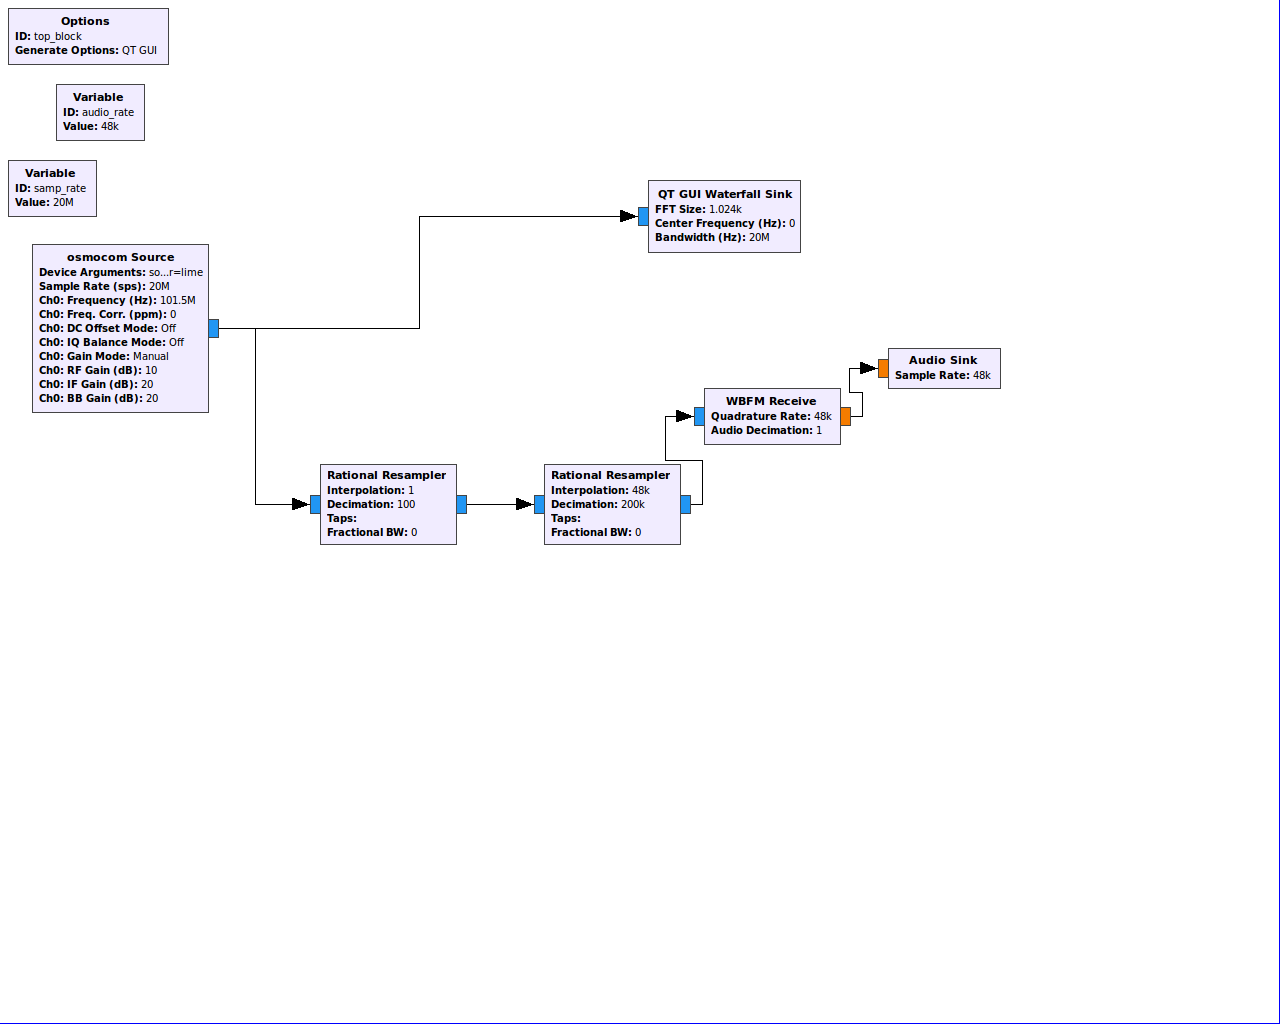 Options
ID: top_block
Generate Options: QT GUI
Variable
ID: audio_rate
Value: 48k
Variable
ID: samp_rate
Value: 20M
osmocom Source
Device Arguments: so...r=lime
Sample Rate (sps): 20M
Ch0: Frequency (Hz): 101.5M
Ch0: Freq. Corr. (ppm): 0
Ch0: DC Offset Mode: Off
Ch0: IQ Balance Mode: Off
Ch0: Gain Mode: Manual
Ch0: RF Gain (dB): 10
Ch0: IF Gain (dB): 20
Ch0: BB Gain (dB): 20
QT GUI Waterfall Sink
FFT Size: 1.024k
Center Frequency (Hz): 0
Bandwidth (Hz): 20M
Rational Resampler
Interpolation: 1
Decimation: 100
Taps:
Fractional BW: 0
Rational Resampler
Interpolation: 48k
Decimation: 200k
Taps:
Fractional BW: 0
WBFM Receive
Quadrature Rate: 48k
Audio Decimation: 1
Audio Sink
Sample Rate: 48k